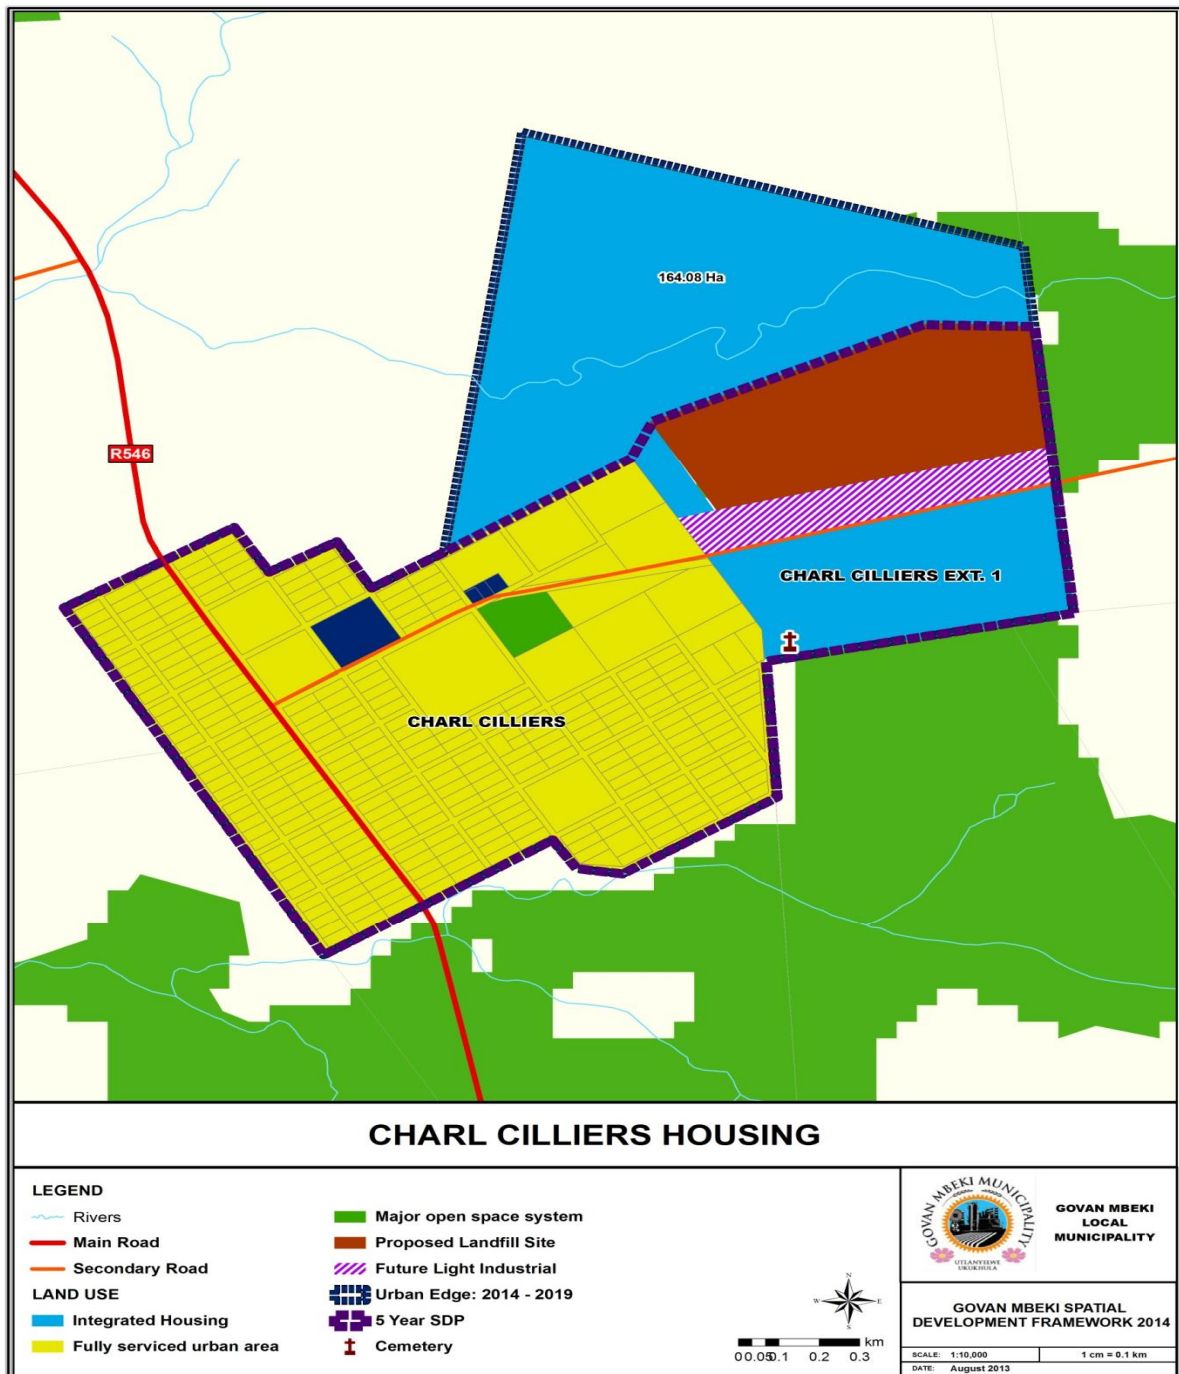 164.08 Ha
R546
CHARL CILLIERS EXT. 1
CHARL CILLIERS
CHARL CILLIERS HOUSING
LEGEND
Rivers
Main Road
Secondary Road
LAND USE
Integrated Housing
Fully serviced urban area
Major open space system
Proposed Landfill Site
Future Light Industrial
Urban Edge: 2014 - 2019
5 Year SDP
Cemetery
N
W E
S
km
0 0.05 0.1 0.2 0.3
GOVAN MBEKI MUNICIPALITY
UTLANYEDWE
UKUKHULA
GOVAN MBEKI
LOCAL
MUNICIPALITY
GOVAN MBEKI SPATIAL
DEVELOPMENT FRAMEWORK 2014
SCALE: 1:10,000 1 cm = 0.1 km
DATE: August 2013